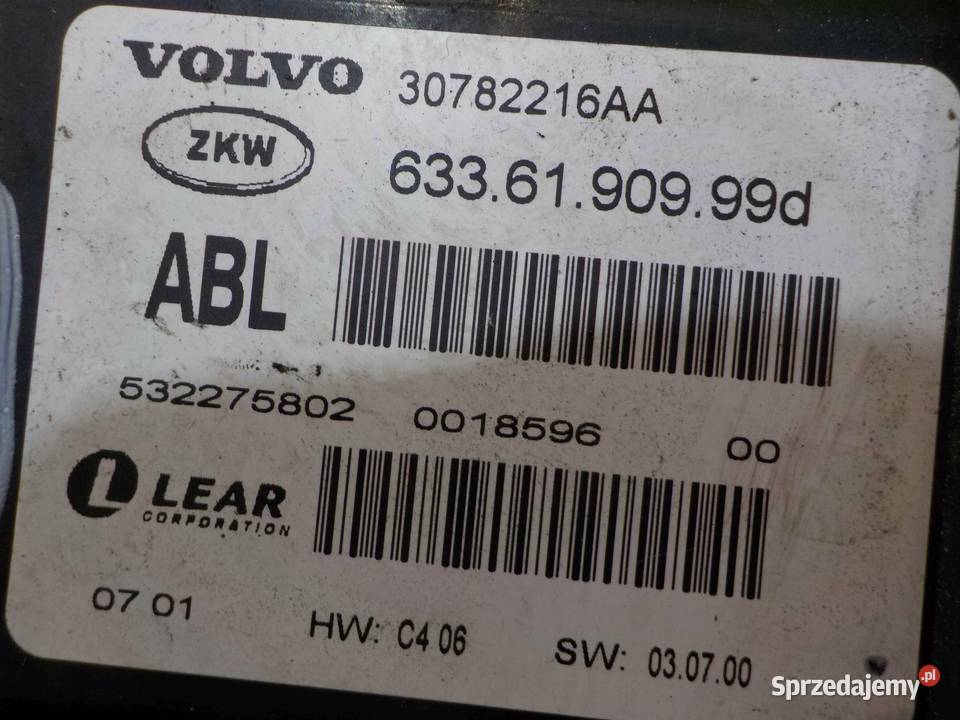 VOLVO 30782216AA
ZKW 633.61.909.99d
ABL
532275802 0018596 00
L LEAR
CORPORATION
07 01 HW: C4 06 SW: 03.07.00
Sprzedajemy.pl